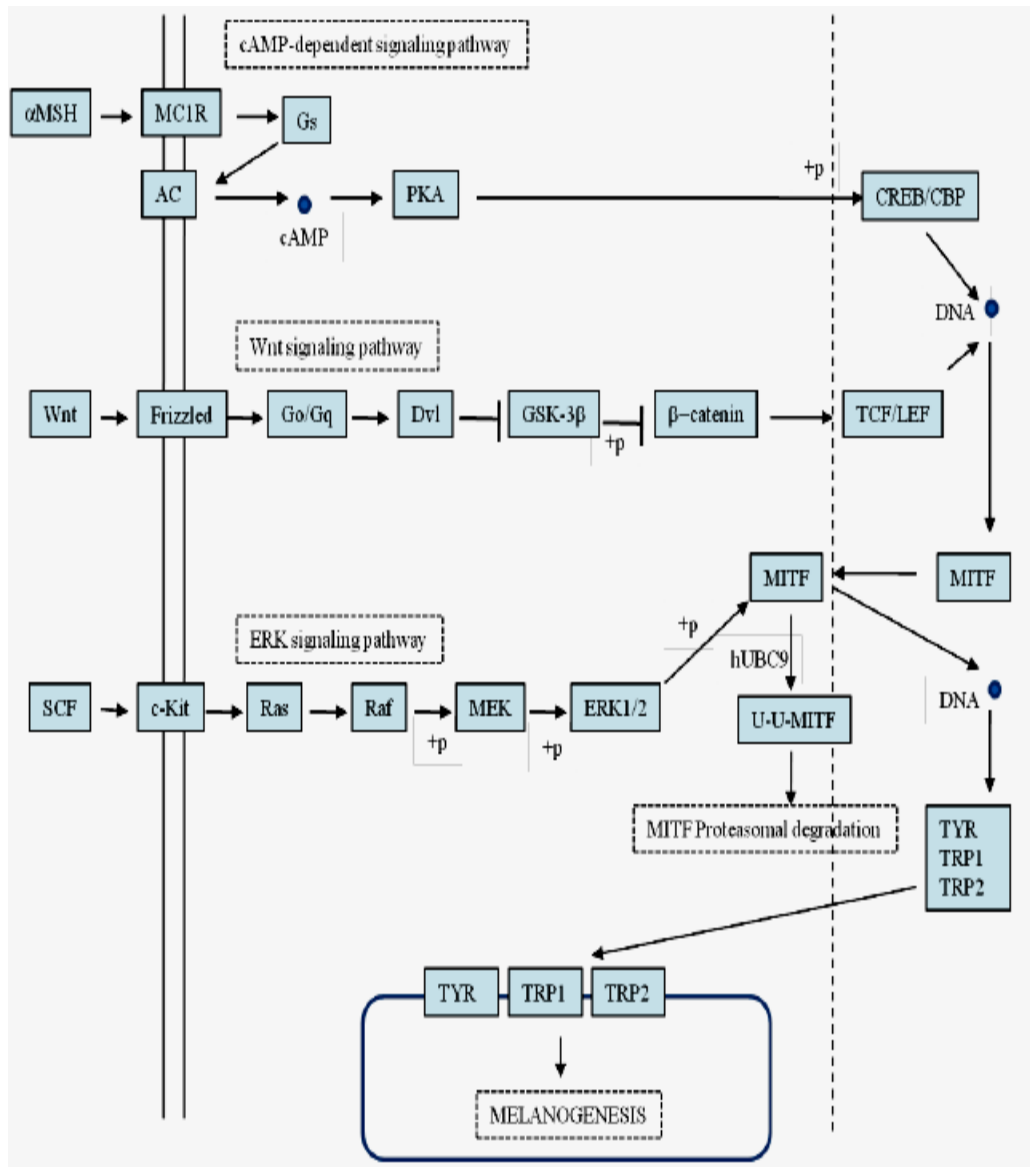 cAMP-dependent signaling pathway
αMSH
MC1R
Gs
AC
cAMP
PKA
+p
CREB/CBP
DNA
Wnt signaling pathway
Wnt
Frizzled
Go/Gq
Dvl
GSK-3β
+p
β−catenin
TCF/LEF
MITF
MITF
ERK signaling pathway
+p
hUBC9
SCF
c-Kit
Ras
Raf
+p
MEK
+p
ERK1/2
U-U-MITF
DNA
MITF Proteasomal degradation
TYR
TRP1
TRP2
TYR
TRP1
TRP2
MELANOGENESIS